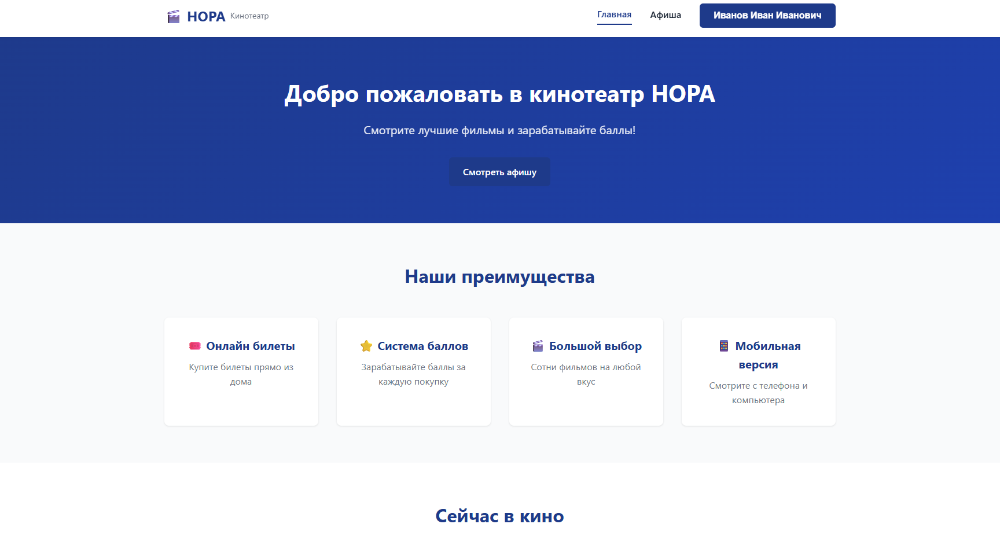 НОРА Кинотеатр
Главная
Афиша
Иванов Иван Иванович
Добро пожаловать в кинотеатр НОРА
Смотрите лучшие фильмы и зарабатывайте баллы!
Смотреть афишу
Наши преимущества
Онлайн билеты
Купите билеты прямо из
дома
Система баллов
Зарабатывайте баллы за
каждую покупку
Большой выбор
Сотни фильмов на любой
вкус
Мобильная
версия
Смотрите с телефона и
компьютера
Сейчас в кино